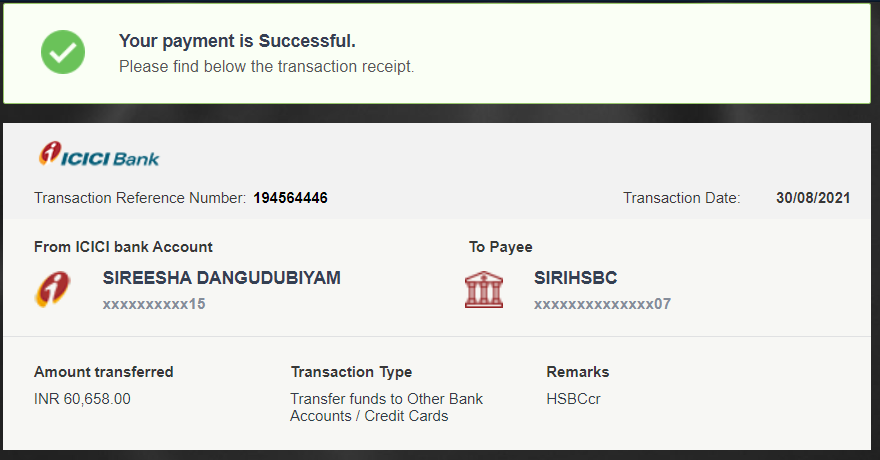 Your payment is Successful.
Please find below the transaction receipt.
ICICI Bank
Transaction Reference Number: 194564446 Transaction Date: 30/08/2021
From ICICI bank Account To Payee
SIREESHA DANGUDUBIYAM SIRIHSBC
xxxxxxxxxx15 xxxxxxxxxxxxxx07
Amount transferred Transaction Type Remarks
INR 60,658.00 Transfer funds to Other Bank HSBCcr
Accounts / Credit Cards